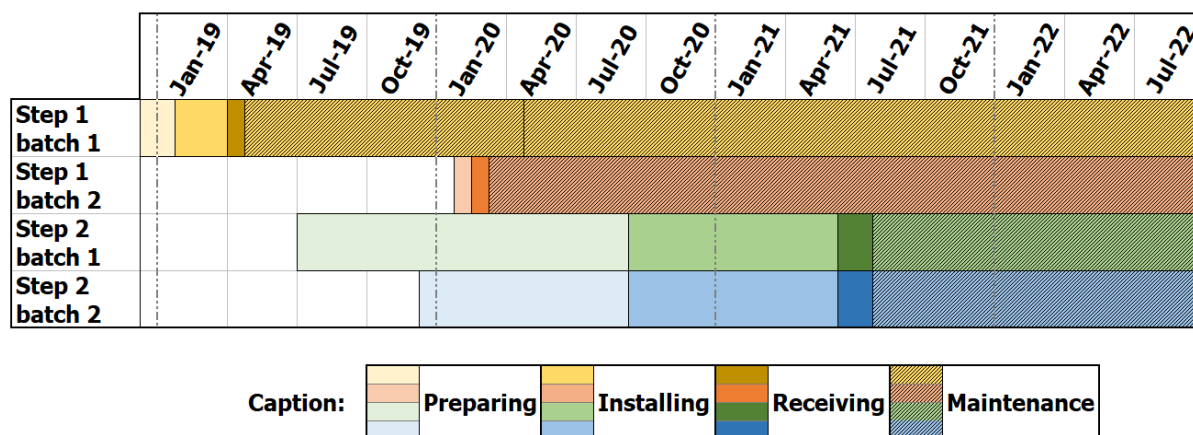 Jan-19 Apr-19 Jul-19 Oct-19 Jan-20 Apr-20 Jul-20 Oct-20 Jan-21 Apr-21 Jul-21 Oct-21 Jan-22 Apr-22 Jul-22
Step 1
batch 1
Step 1
batch 2
Step 2
batch 1
Step 2
batch 2
Caption: Preparing Installing Receiving Maintenance